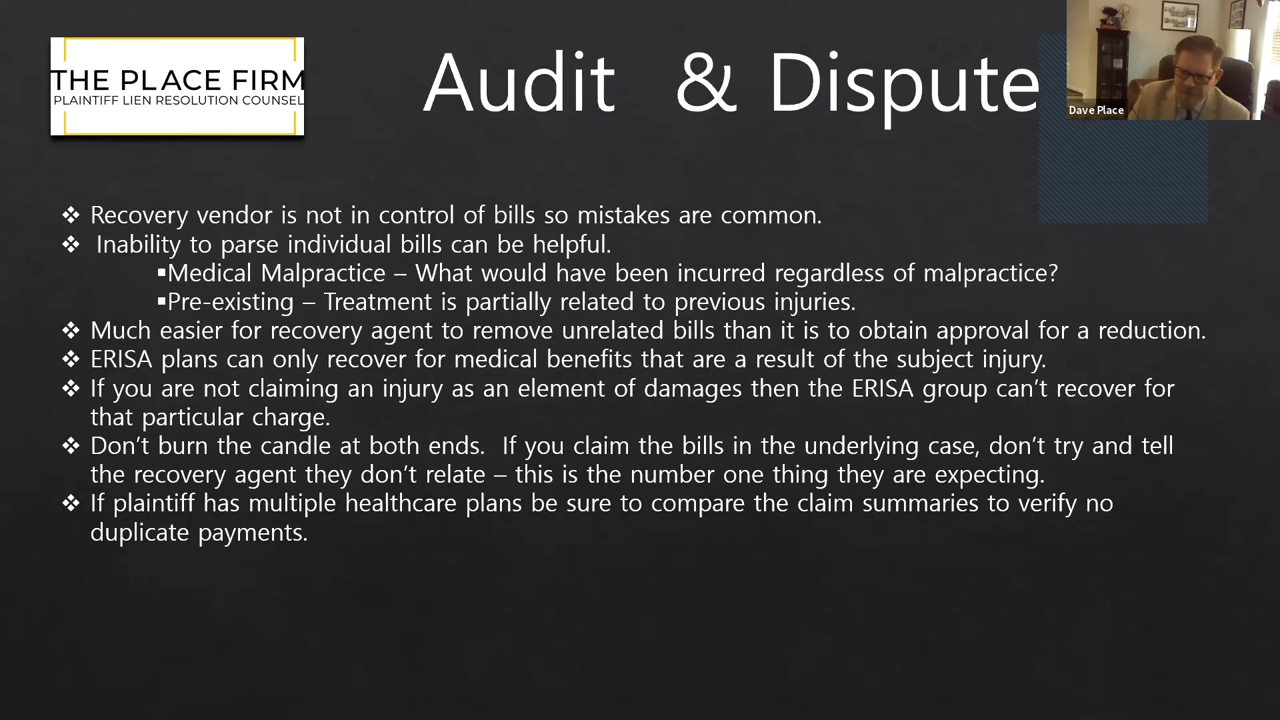 THE PLACE FIRM
PLAINTIFF LIEN RESOLUTION COUNSEL
Audit & Dispute
Dave Place
❖ Recovery vendor is not in control of bills so mistakes are common.
❖ Inability to parse individual bills can be helpful.
▪Medical Malpractice – What would have been incurred regardless of malpractice?
▪Pre-existing – Treatment is partially related to previous injuries.
❖ Much easier for recovery agent to remove unrelated bills than it is to obtain approval for a reduction.
❖ ERISA plans can only recover for medical benefits that are a result of the subject injury.
❖ If you are not claiming an injury as an element of damages then the ERISA group can't recover for
that particular charge.
❖ Don't burn the candle at both ends. If you claim the bills in the underlying case, don't try and tell
the recovery agent they don't relate – this is the number one thing they are expecting.
❖ If plaintiff has multiple healthcare plans be sure to compare the claim summaries to verify no
duplicate payments.